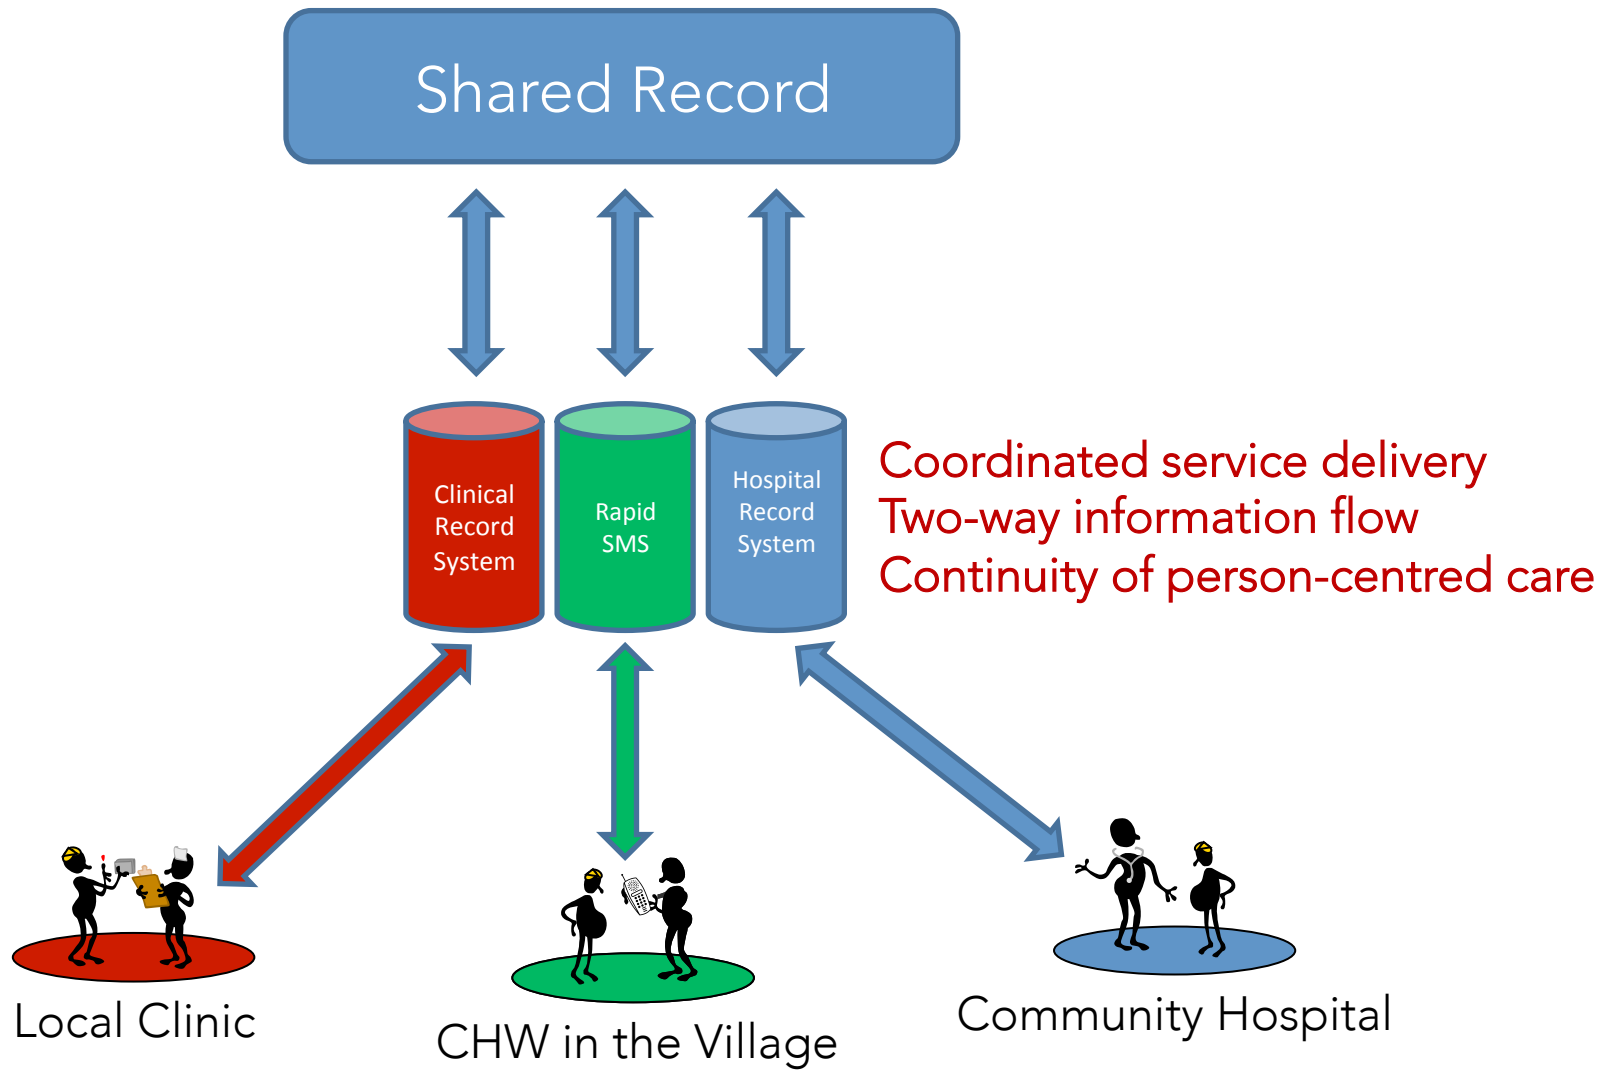 Shared Record
Clinical
Record
System
Rapid
SMS
Hospital
Record
System
Coordinated service delivery
Two-way information flow
Continuity of person-centred care
Local Clinic
CHW in the Village
Community Hospital